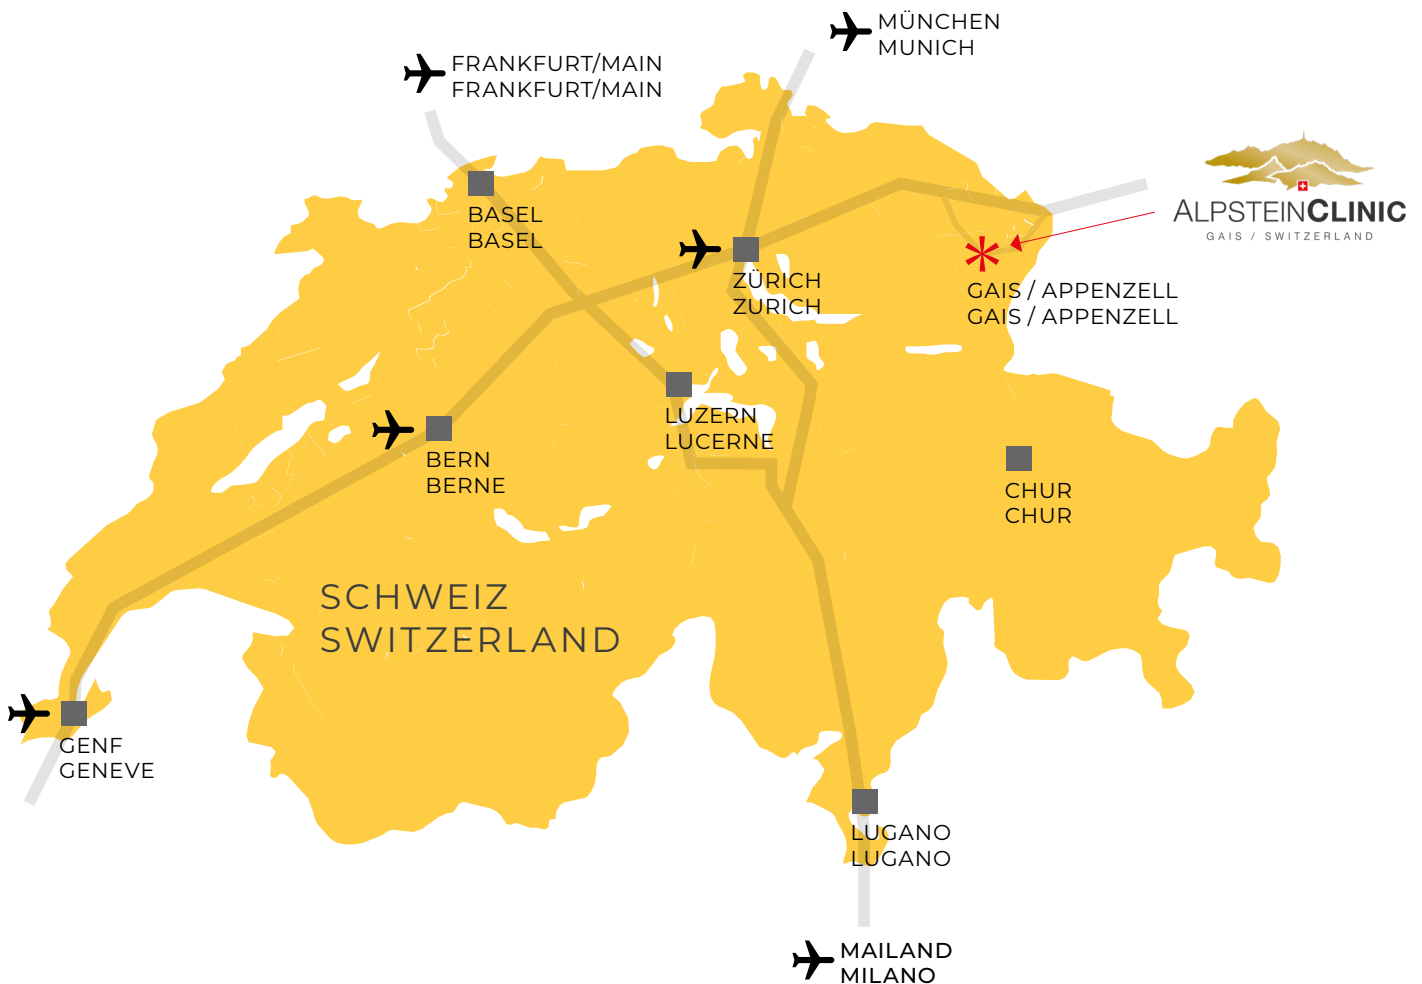 MÜNCHEN
MUNICH
FRANKFURT/MAIN
FRANKFURT/MAIN
ALPSTEINCLINIC
GAIS / SWITZERLAND
BASEL
BASEL
ZÜRICH
ZURICH
GAIS / APPENZELL
GAIS / APPENZELL
LUZERN
LUCERNE
BERN
BERNE
CHUR
CHUR
SCHWEIZ
SWITZERLAND
GENF
GENEVE
LUGANO
LUGANO
MAILAND
MILANO